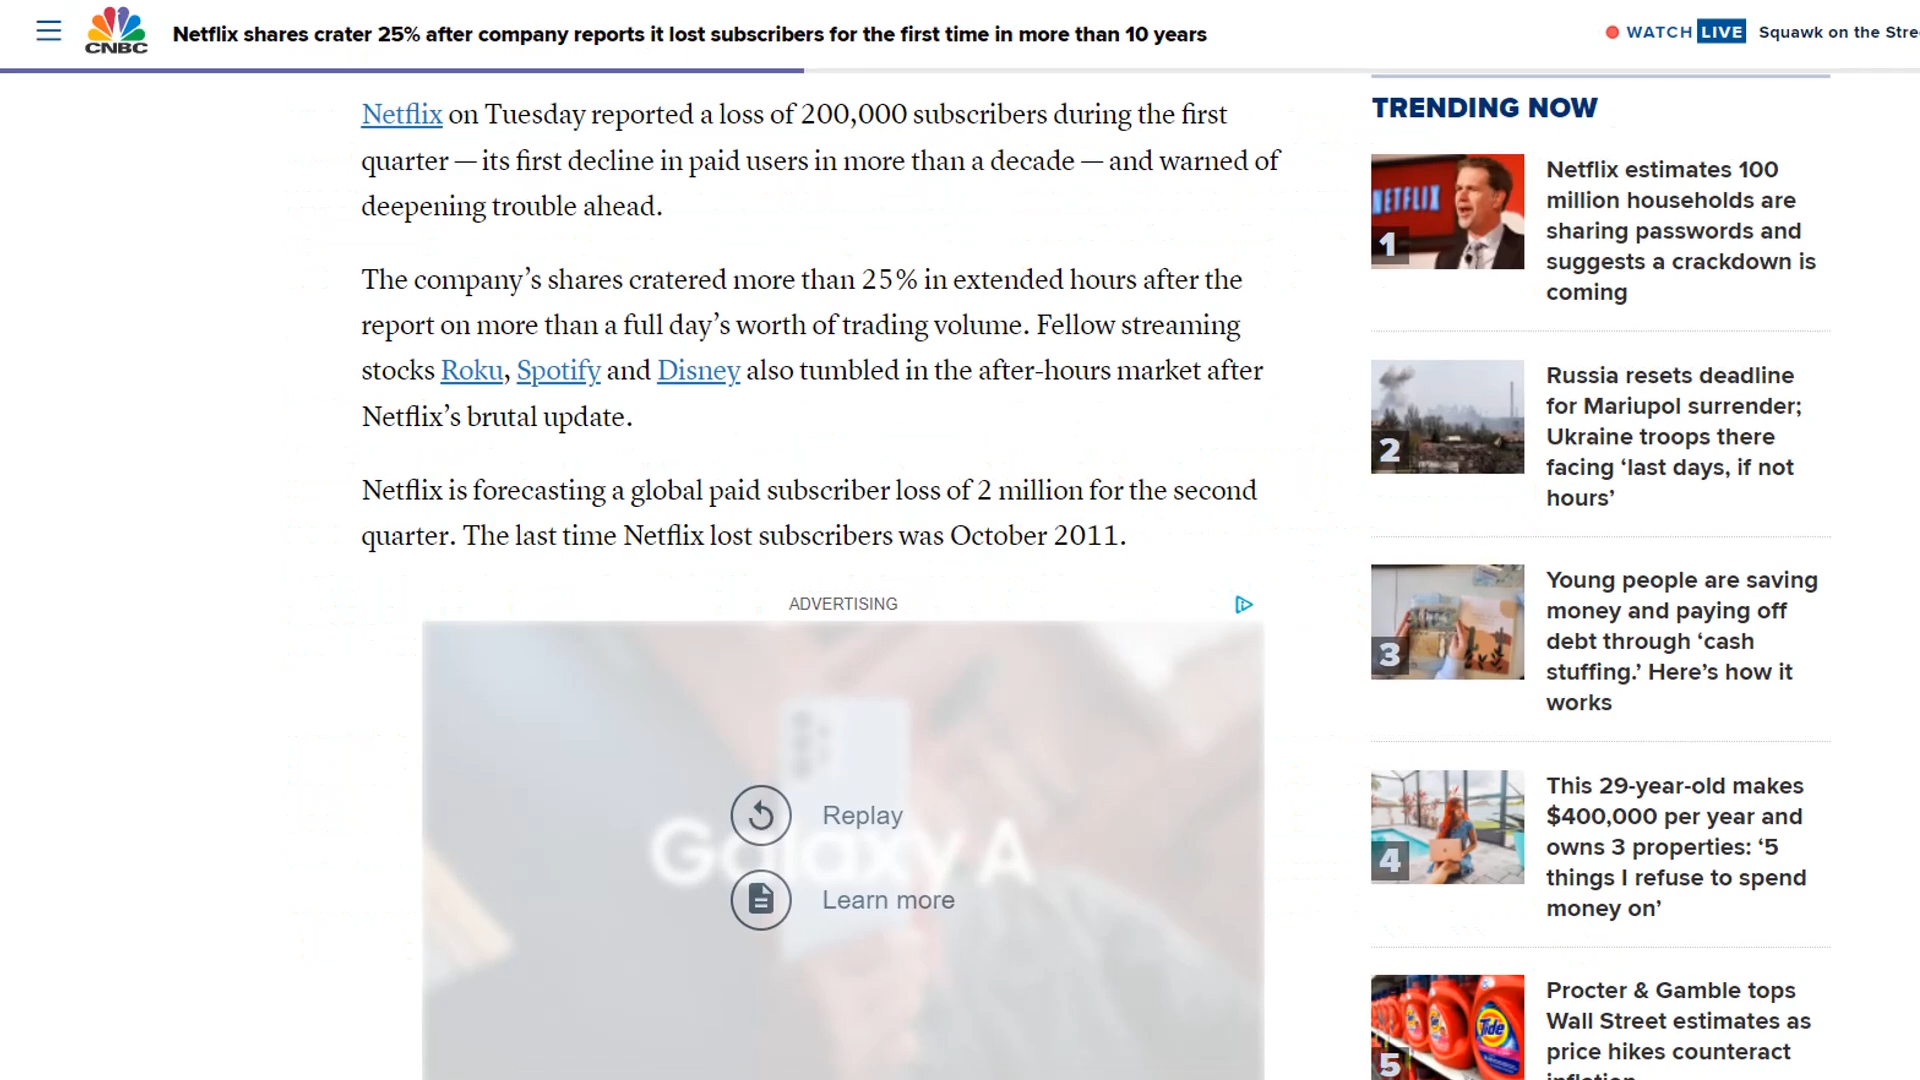 CNBC
Netflix shares crater 25% after company reports it lost subscribers for the first time in more than 10 years
WATCH LIVE Squawk on the Stre
Netflix on Tuesday reported a loss of 200,000 subscribers during the first
quarter — its first decline in paid users in more than a decade — and warned of
deepening trouble ahead.
The company’s shares cratered more than 25% in extended hours after the
report on more than a full day’s worth of trading volume. Fellow streaming
stocks Roku, Spotify and Disney also tumbled in the after-hours market after
Netflix’s brutal update.
Netflix is forecasting a global paid subscriber loss of 2 million for the second
quarter. The last time Netflix lost subscribers was October 2011.
ADVERTISING
Galaxy A
Replay
Learn more
TRENDING NOW
NETFLIX
1
Netflix estimates 100
million households are
sharing passwords and
suggests a crackdown is
coming
2
Russia resets deadline
for Mariupol surrender;
Ukraine troops there
facing ‘last days, if not
hours’
3
Young people are saving
money and paying off
debt through ‘cash
stuffing.’ Here’s how it
works
4
This 29-year-old makes
$400,000 per year and
owns 3 properties: ‘5
things I refuse to spend
money on’
Tide
5
Procter & Gamble tops
Wall Street estimates as
price hikes counteract
inflation